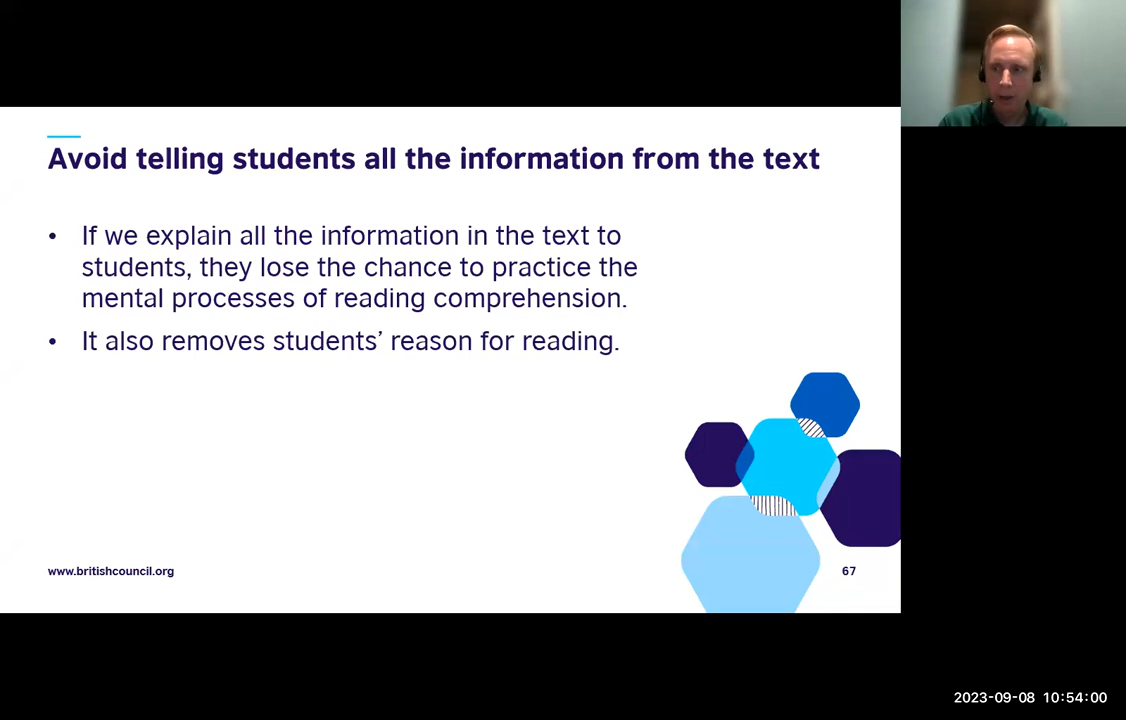 Avoid telling students all the information from the text
• If we explain all the information in the text to
students, they lose the chance to practice the
mental processes of reading comprehension.
• It also removes students’ reason for reading.
www.britishcouncil.org
67
2023-09-08 10:54:00